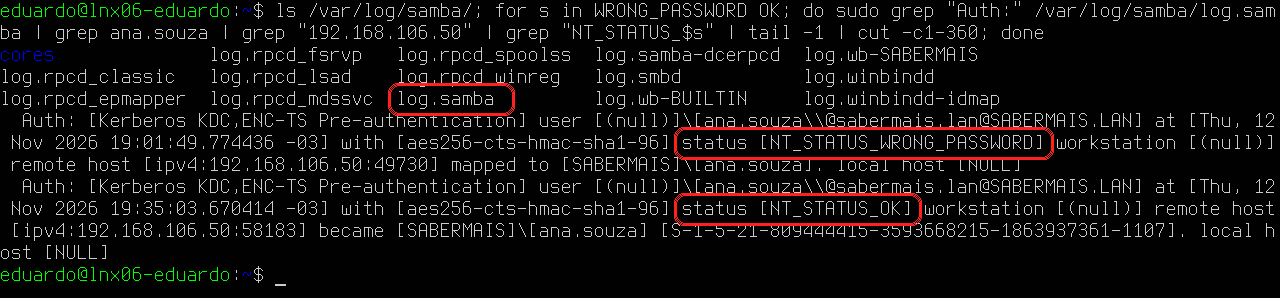 eduardo@lnx06-eduardo:~$ ls /var/log/samba/; for s in WRONG_PASSWORD OK; do sudo grep "Auth:" /var/log/samba/log.sam
ba | grep ana.souza | grep "192.168.106.50" | grep "NT_STATUS_$s" | tail -1 | cut -c1-360; done
cores log.rpcd_fsrvp log.rpcd_spoolss log.samba-dcerpcd log.wb-SABERMAIS
log.rpcd_classic log.rpcd_lsad log.rpcd_winreg log.smbd log.winbindd
log.rpcd_epmapper log.rpcd_mdssvc log.samba log.wb-BUILTIN log.winbindd-idmap
Auth: [Kerberos KDC,ENC-TS Pre-authentication] user [(null)]\[ana.souza\\@sabermais.lan@SABERMAIS.LAN] at [Thu, 12
Nov 2026 19:01:49.774436 -03] with [aes256-cts-hmac-sha1-96] status [NT_STATUS_WRONG_PASSWORD] workstation [(null)]
remote host [ipv4:192.168.106.50:49730] mapped to [SABERMAIS]\[ana.souza]. local host [NULL]
Auth: [Kerberos KDC,ENC-TS Pre-authentication] user [(null)]\[ana.souza\\@sabermais.lan@SABERMAIS.LAN] at [Thu, 12
Nov 2026 19:35:03.670414 -03] with [aes256-cts-hmac-sha1-96] status [NT_STATUS_OK] workstation [(null)] remote host
[ipv4:192.168.106.50:58183] became [SABERMAIS]\[ana.souza] [S-1-5-21-809444415-3593668215-1863937361-1107]. local h
ost [NULL]
eduardo@lnx06-eduardo:~$ _